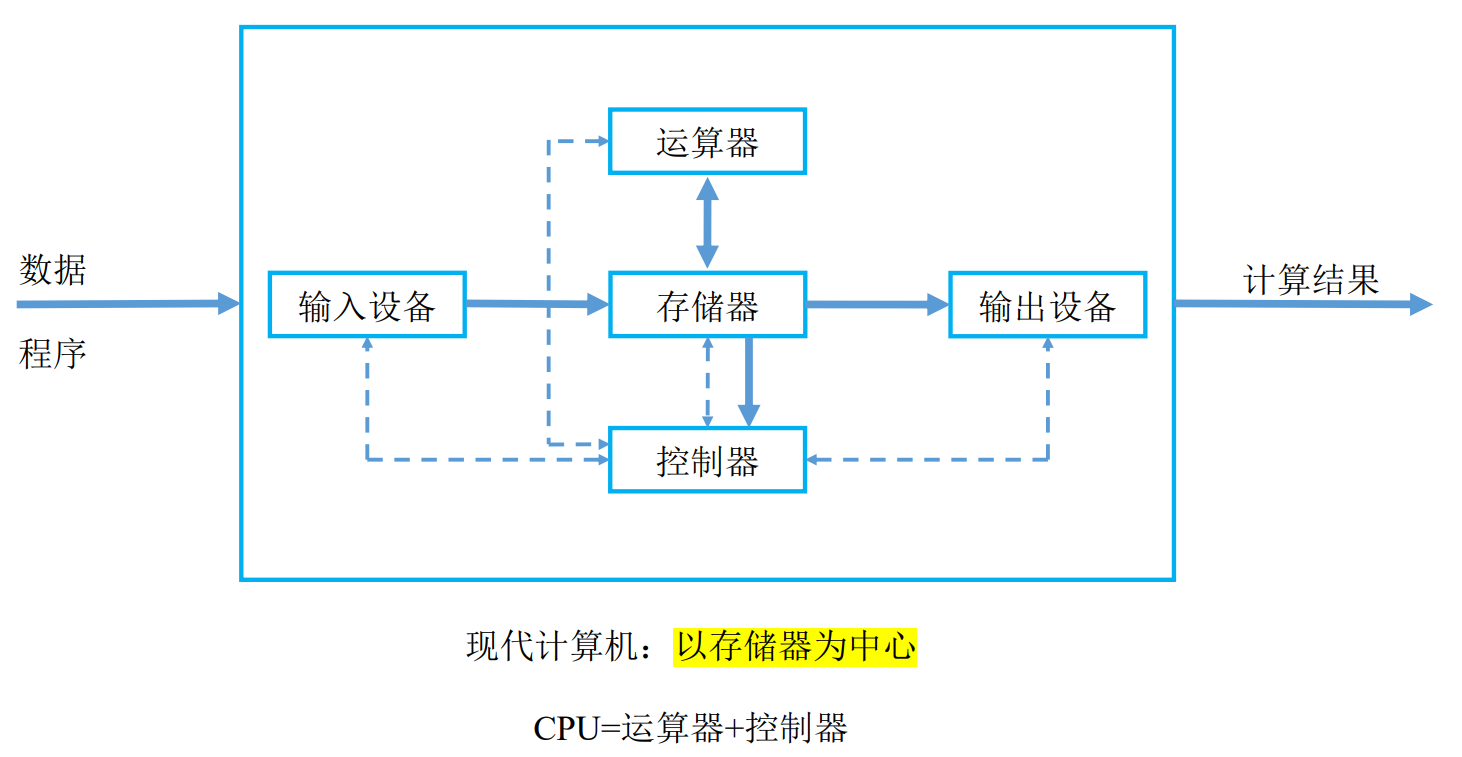 数据
程序
运算器
输入设备
存储器
输出设备
控制器
计算结果
现代计算机：以存储器为中心
CPU=运算器+控制器